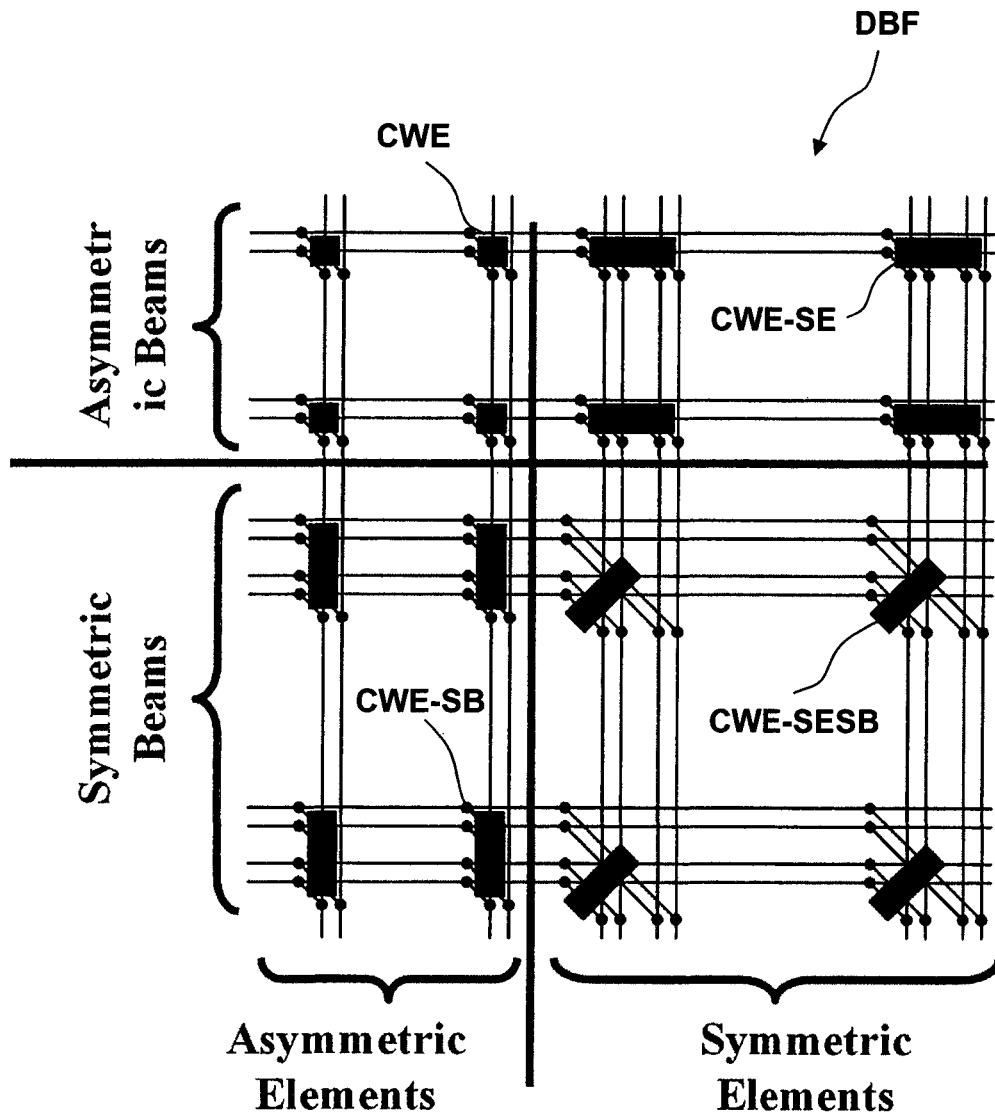 DBF
CWE
Asymmetr
ic Beams
CWE-SE
Symmetric
Beams
CWE-SB
CWE-SESB
Asymmetric
Elements
Symmetric
Elements